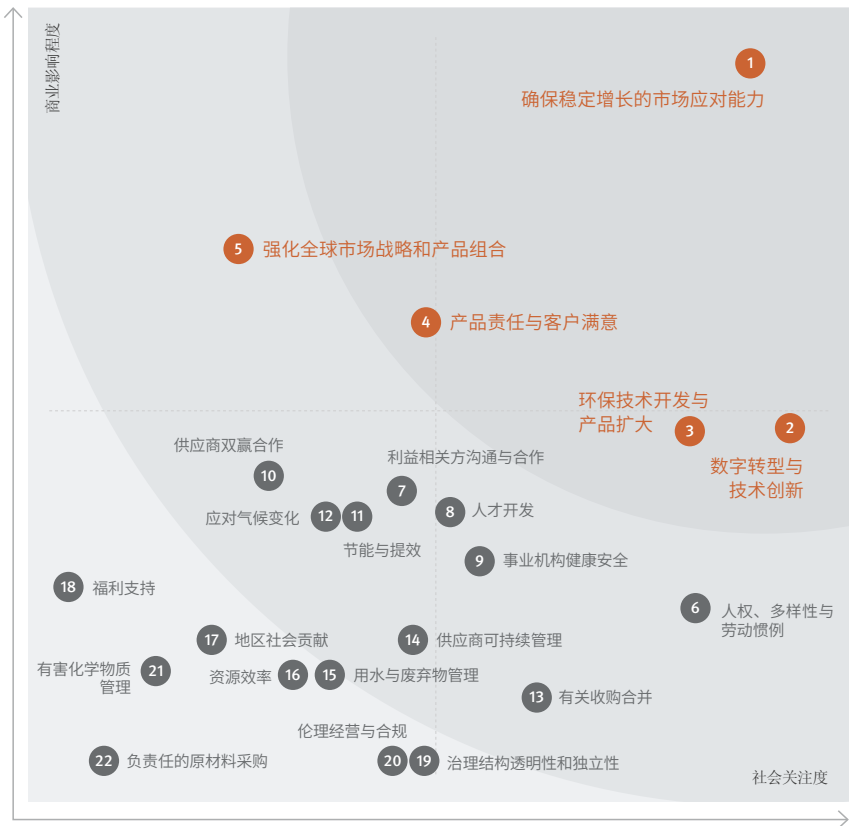 商业影响程度
1
确保稳定增长的市场应对能力
5
强化全球市场战略和产品组合
4
产品责任与客户满意
环保技术开发与
产品扩大
3
2
数字转型与
技术创新
供应商双赢合作
10
利益相关方沟通与合作
7
应对气候变化
12
11
节能与提效
8
人才开发
9
事业机构健康安全
18
福利支持
6
人权、多样性与
劳动惯例
17
地区社会贡献
14
供应商可持续管理
有害化学物质
管理
21
资源效率
16
15
用水与废弃物管理
13
有关收购合并
伦理经营与合规
22
负责任的原材料采购
20
19
治理结构透明性和独立性
社会关注度